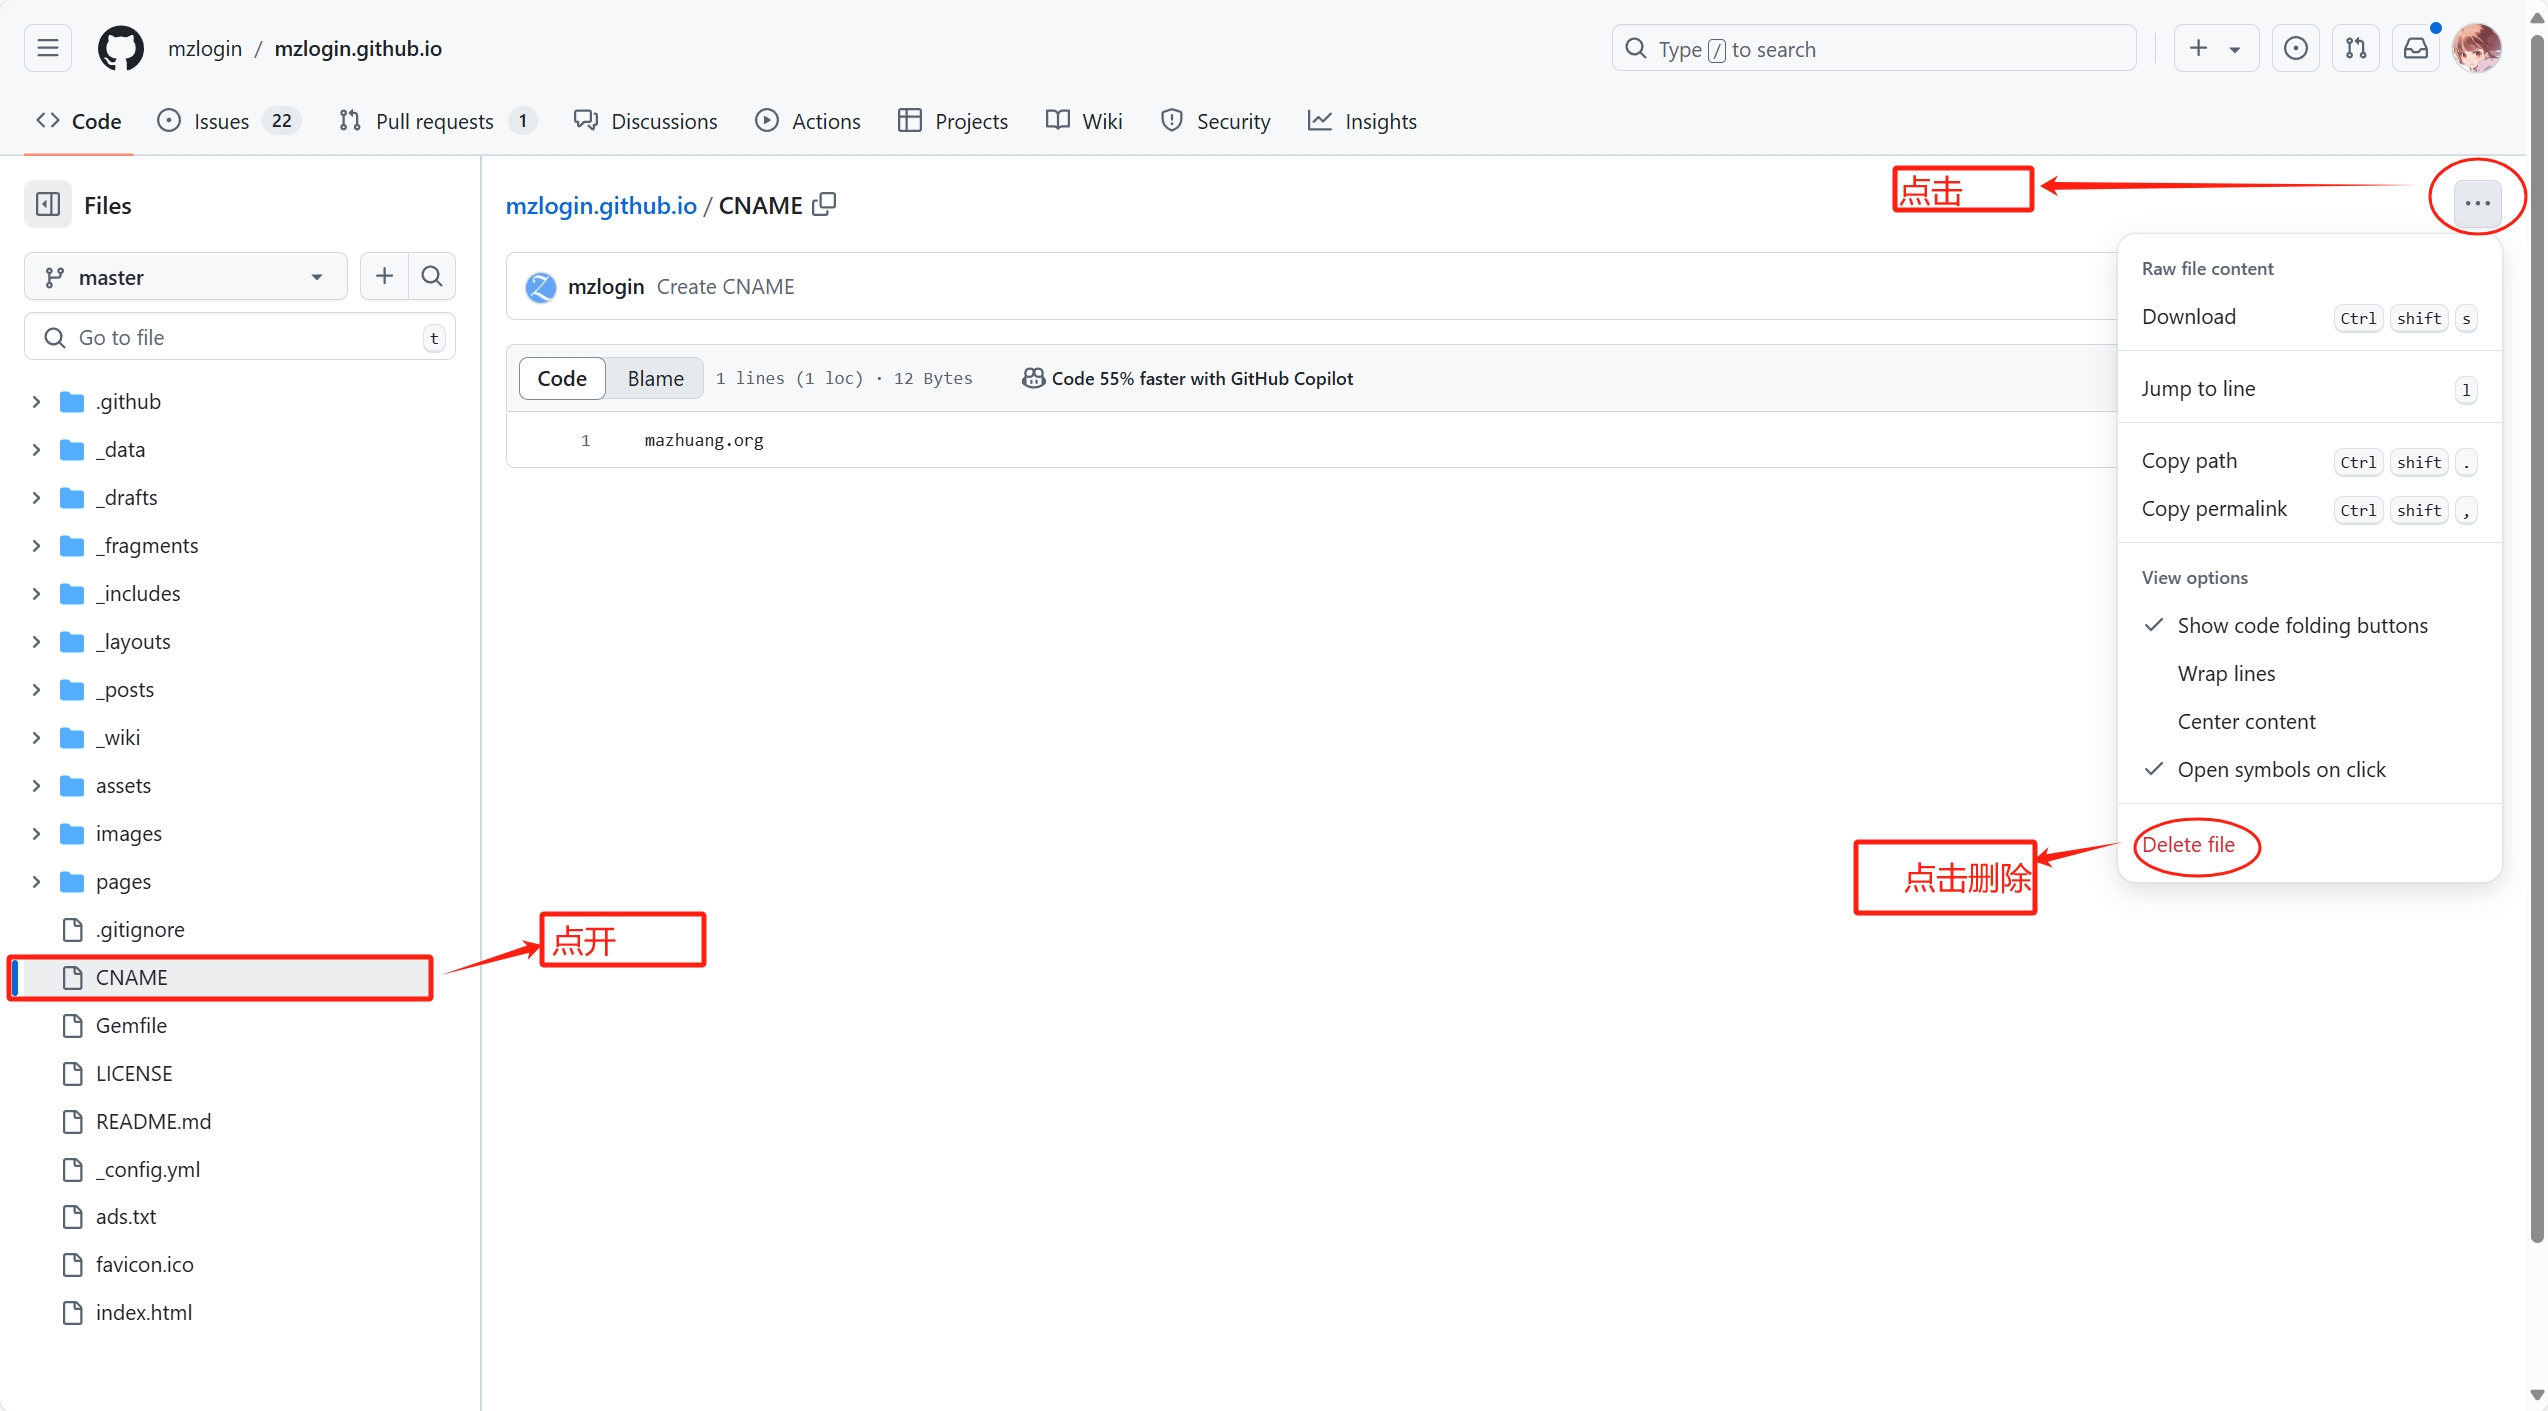 mzlogin / mzlogin.github.io
Type / to search
Code
Issues 22
Pull requests 1
Discussions
Actions
Projects
Wiki
Security
Insights
Files
master
Go to file
t
.github
_data
_drafts
_fragments
_includes
_layouts
_posts
_wiki
assets
images
pages
.gitignore
CNAME
Gemfile
LICENSE
README.md
_config.yml
ads.txt
favicon.ico
index.html
点开
mzlogin.github.io / CNAME
点击
mzlogin Create CNAME
Code Blame 1 lines (1 loc) · 12 Bytes Code 55% faster with GitHub Copilot
1 mazhuang.org
Raw file content
Download Ctrl shift s
Jump to line l
Copy path Ctrl shift .
Copy permalink Ctrl shift ,
View options
Show code folding buttons
Wrap lines
Center content
Open symbols on click
Delete file
点击删除